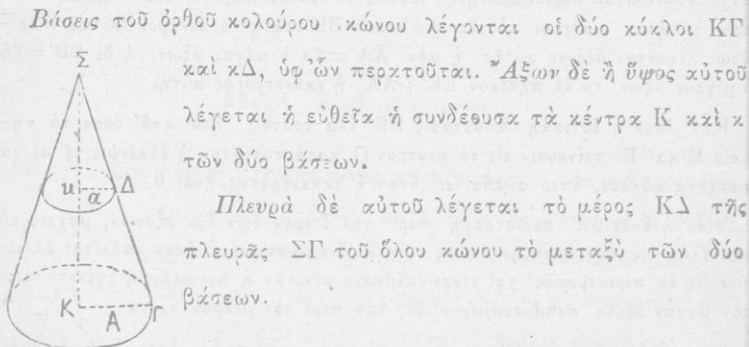 Βάσεις τοῦ ὀρθοῦ κολούρου κώνου λέγονται οἱ δύο κύκλοι ΚΓ
καὶ κΔ, ὑφ' ὧν περατοῦται. Ἄξων δὲ ἢ ὕψος αὐτοῦ
λέγεται ἡ εὐθεῖα ἡ συνδέουσα τὰ κέντρα Κ καὶ κ
τῶν δύο βάσεων.
Πλευρὰ δὲ αὐτοῦ λέγεται τὸ μέρος ΚΔ τῆς
πλευρᾶς ΣΓ τοῦ ὅλου κώνου τὸ μεταξὺ τῶν δύο
βάσεων.
Σ
κ α Δ
Κ Α Γ